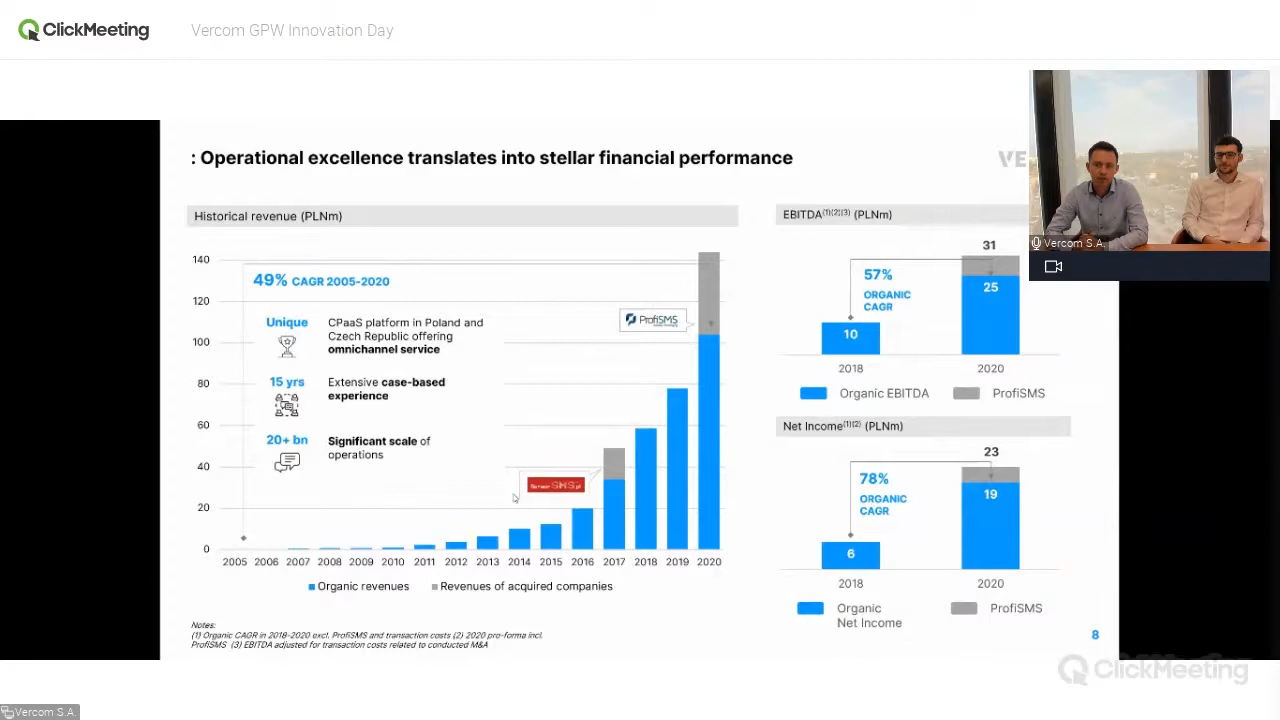 ClickMeeting
Vercom GPW Innovation Day
: Operational excellence translates into stellar financial performance
VE
Vercom S.A.
Historical revenue (PLNm)
140
120
100
80
60
40
20
0
49% CAGR 2005-2020
Unique
CPaaS platform in Poland and
Czech Republic offering
omnichannel service
15 yrs
Extensive case-based
experience
20+ bn
Significant scale of
operations
ProfiSMS
SMS
2005 2006 2007 2008 2009 2010 2011 2012 2013 2014 2015 2016 2017 2018 2019 2020
Organic revenues Revenues of acquired companies
EBITDA(1)(2)(3) (PLNm)
31
57%
ORGANIC
CAGR
25
10
2018 2020
Organic EBITDA ProfiSMS
Net Income(1)(2) (PLNm)
23
78%
ORGANIC
CAGR
19
6
2018 2020
Organic
Net Income
ProfiSMS
Notes:
(1) Organic CAGR in 2018-2020 excl. ProfiSMS and transaction costs (2) 2020 pro-forma incl.
ProfiSMS (3) EBITDA adjusted for transaction costs related to conducted M&A
8
ClickMeeting
Vercom S.A.